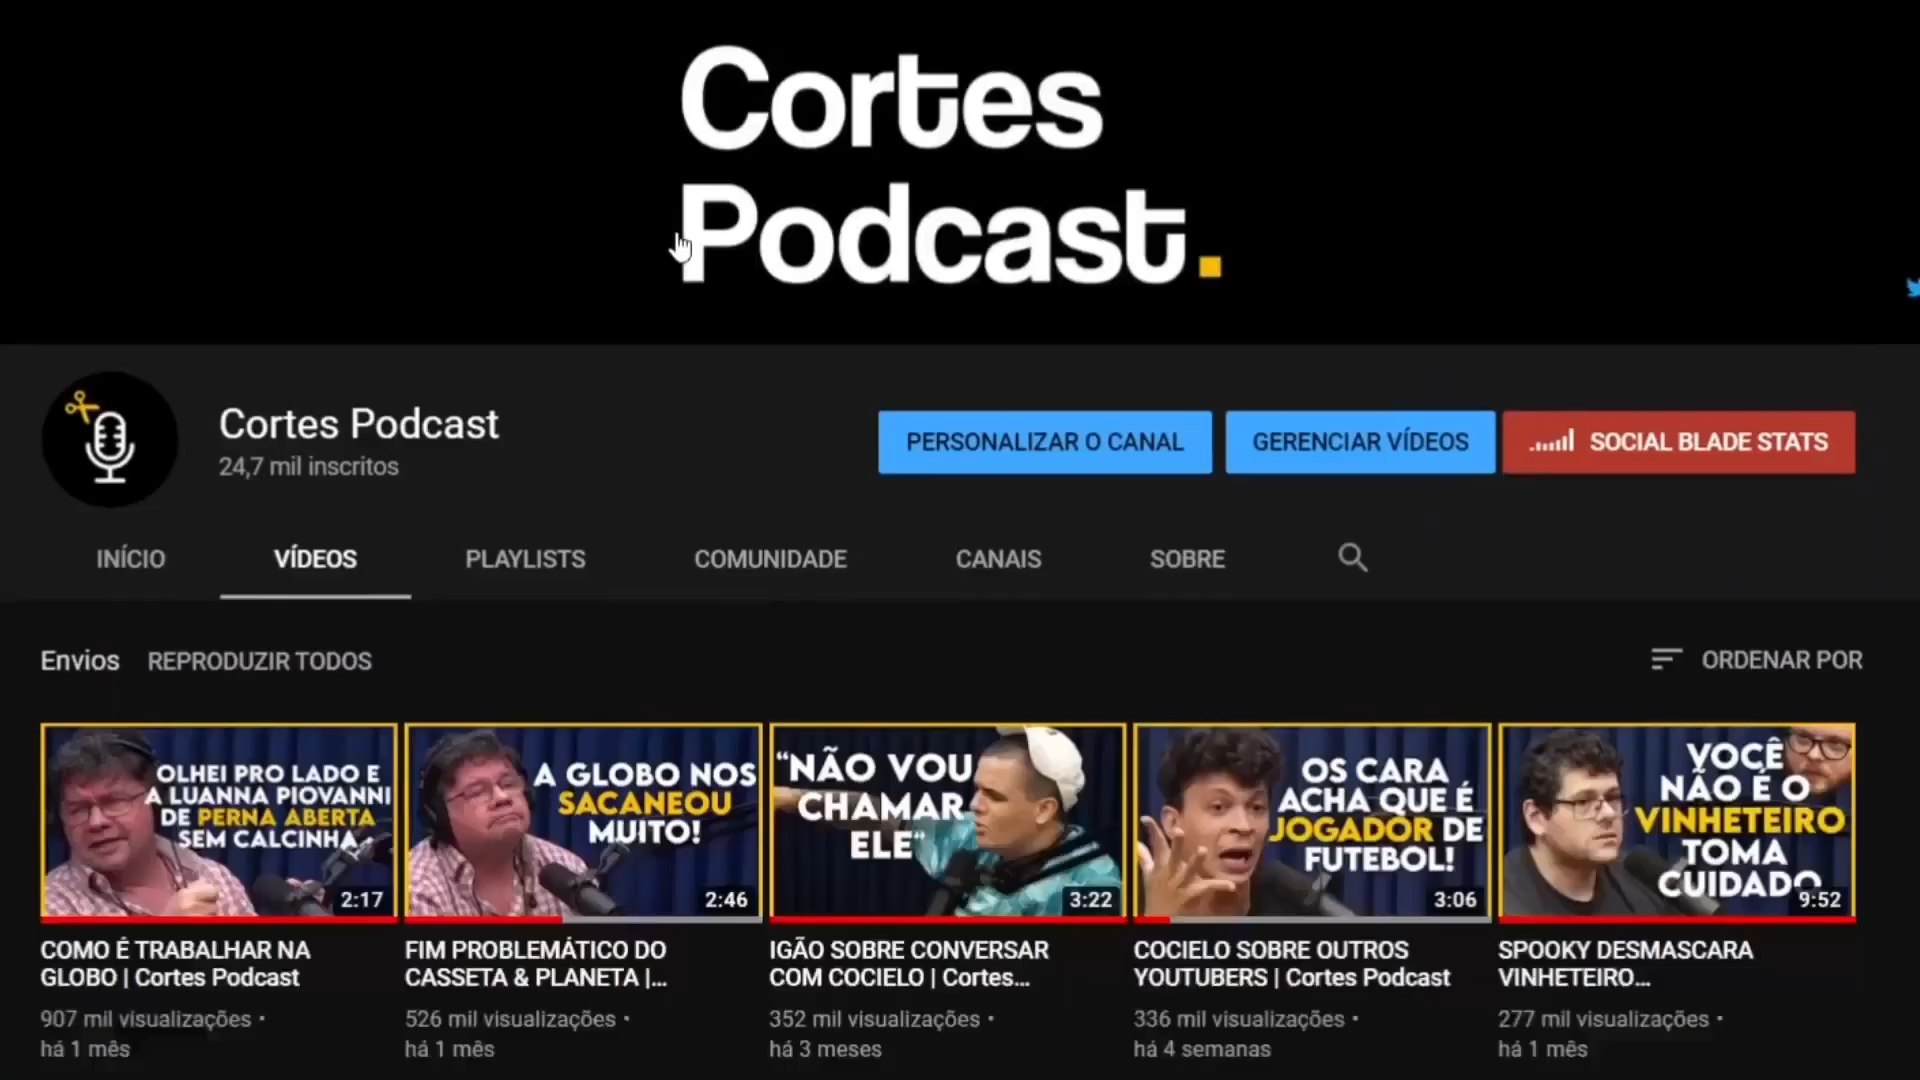 Cortes
Podcast.
Cortes Podcast
24,7 mil inscritos
PERSONALIZAR O CANAL
GERENCIAR VÍDEOS
SOCIAL BLADE STATS
INÍCIO
VÍDEOS
PLAYLISTS
COMUNIDADE
CANAIS
SOBRE
Envios
REPRODUZIR TODOS
ORDENAR POR
OLHEI PRO LADO E
A LUANNA PIOVANNI
DE PERNA ABERTA
SEM CALCINHA
2:17
COMO É TRABALHAR NA
GLOBO | Cortes Podcast
907 mil visualizações •
há 1 mês
A GLOBO NOS
SACANEOU
MUITO!
2:46
FIM PROBLEMÁTICO DO
CASSETA & PLANETA |...
526 mil visualizações •
há 1 mês
“NÃO VOU
CHAMAR
ELE“
3:22
IGÃO SOBRE CONVERSAR
COM COCIELO | Cortes...
352 mil visualizações •
há 3 meses
OS CARA
ACHA QUE É
JOGADOR DE
FUTEBOL!
3:06
COCIELO SOBRE OUTROS
YOUTUBERS | Cortes Podcast
336 mil visualizações •
há 4 semanas
VOCÊ
NÃO É O
VINHETEIRO
TOMA
CUIDADO
9:52
SPOOKY DESMASCARA
VINHETEIRO...
277 mil visualizações •
há 1 mês